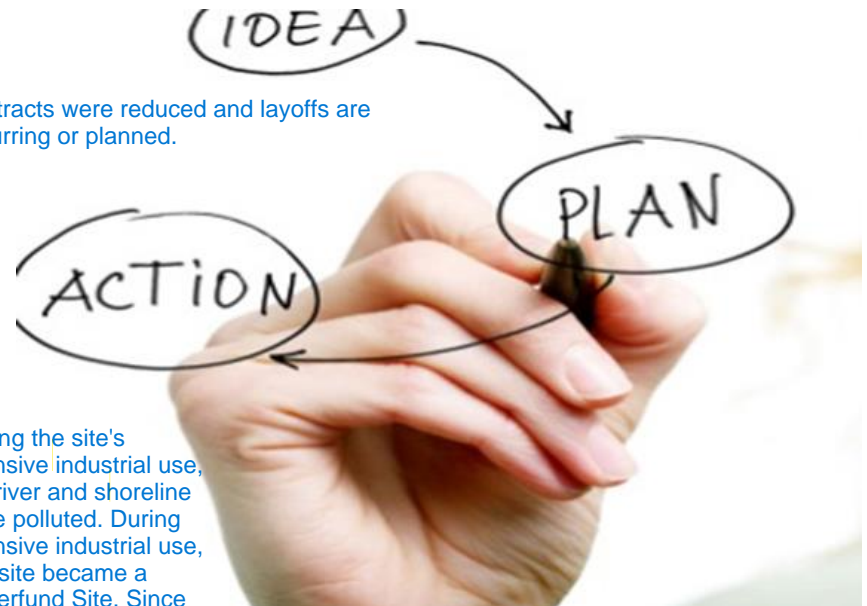 IDEA
tracts were reduced and layoffs are
urring or planned.
PLAN
ACTION
ng the site's
nsive industrial use,
river and shoreline
e polluted. During
nsive industrial use,
site became a
erfund Site. Since